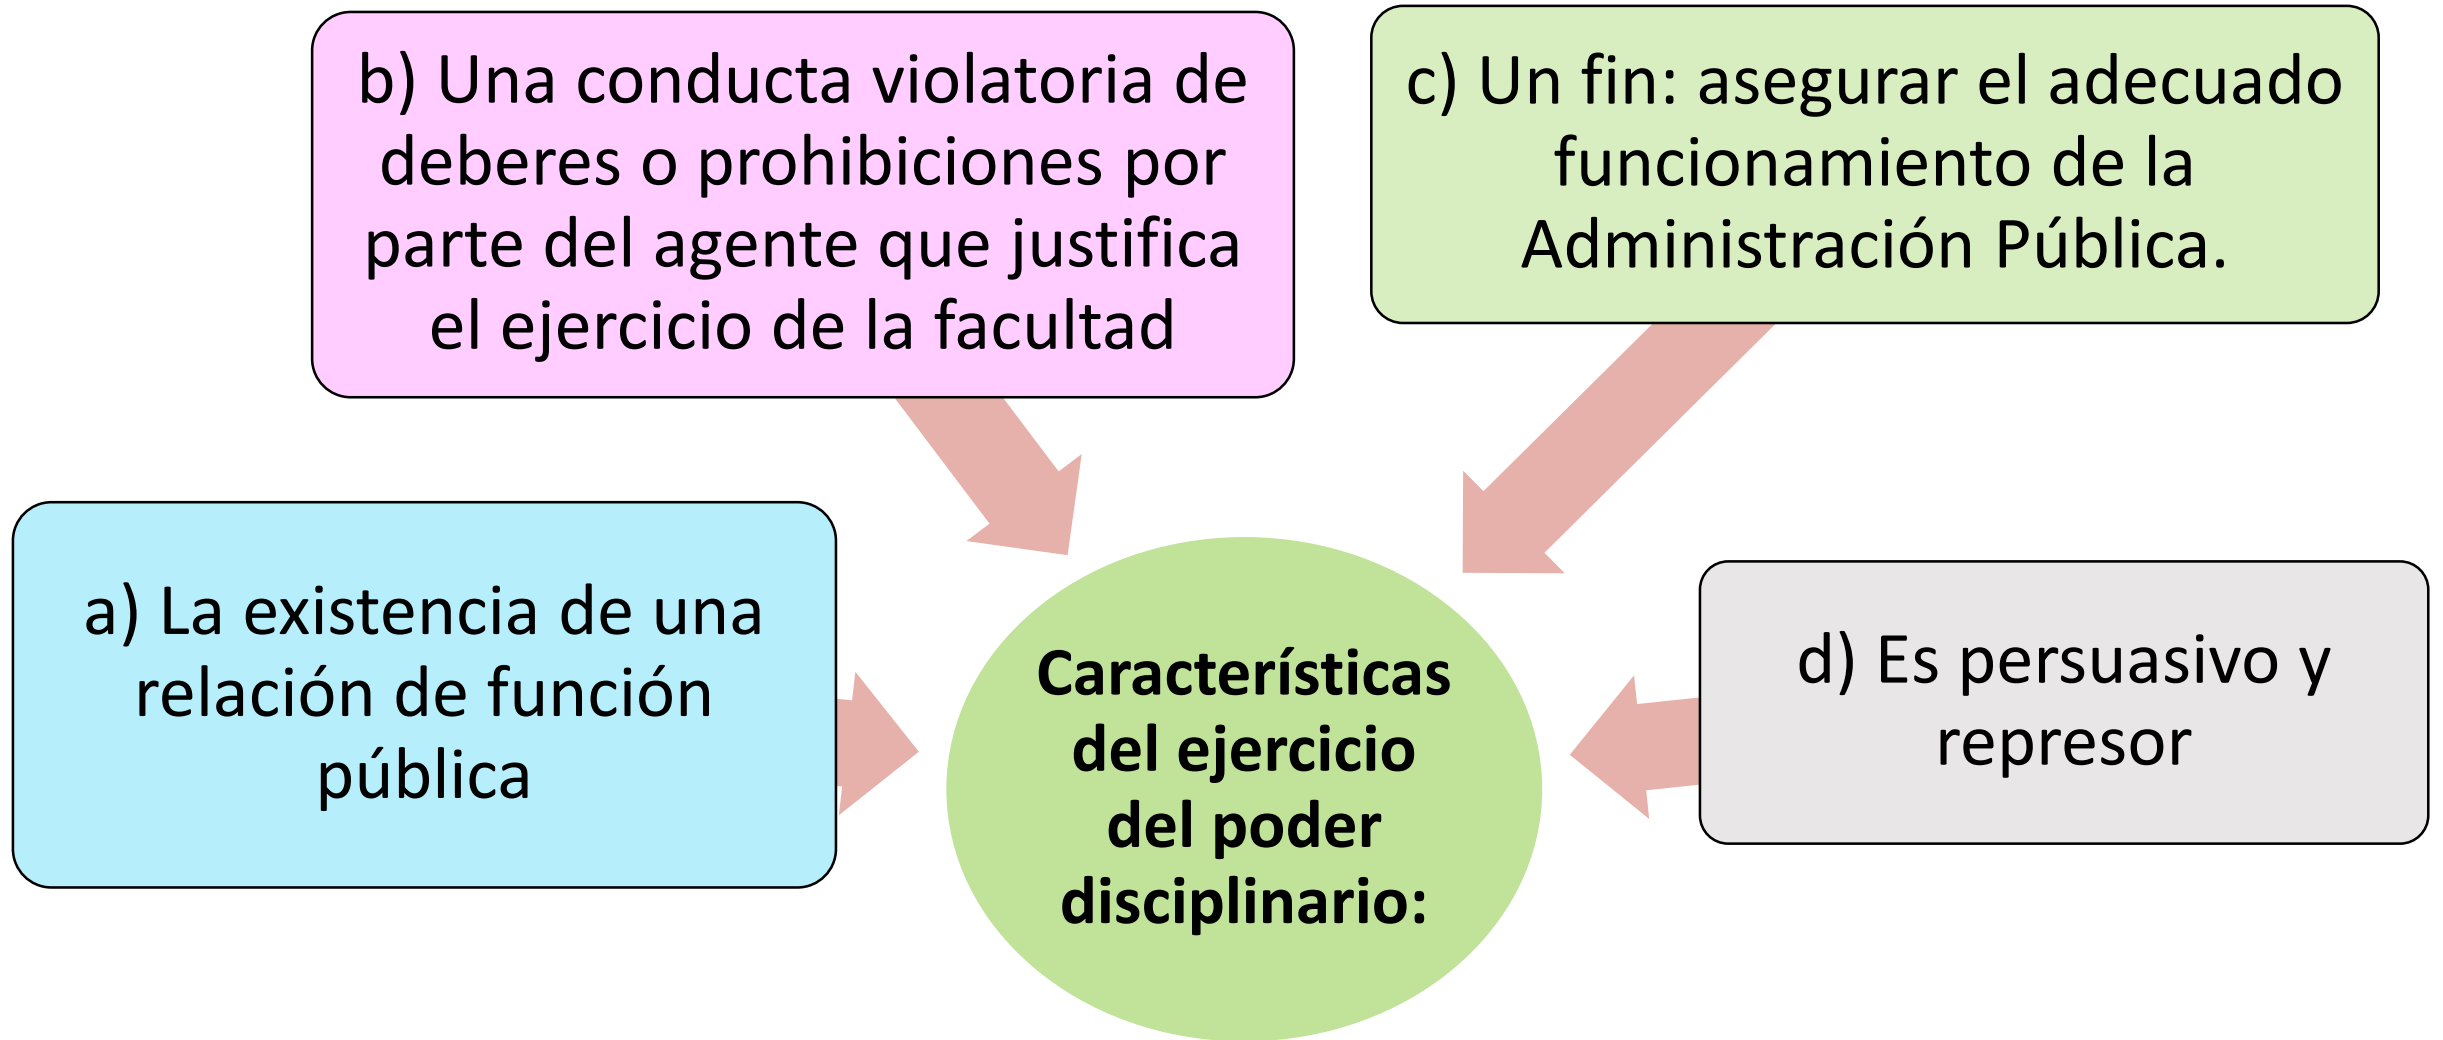 a) La existencia de una
relación de función
pública
b) Una conducta violatoria de
deberes o prohibiciones por
parte del agente que justifica
el ejercicio de la facultad
c) Un fin: asegurar el adecuado
funcionamiento de la
Administración Pública.
d) Es persuasivo y
represor
Características
del ejercicio
del poder
disciplinario: